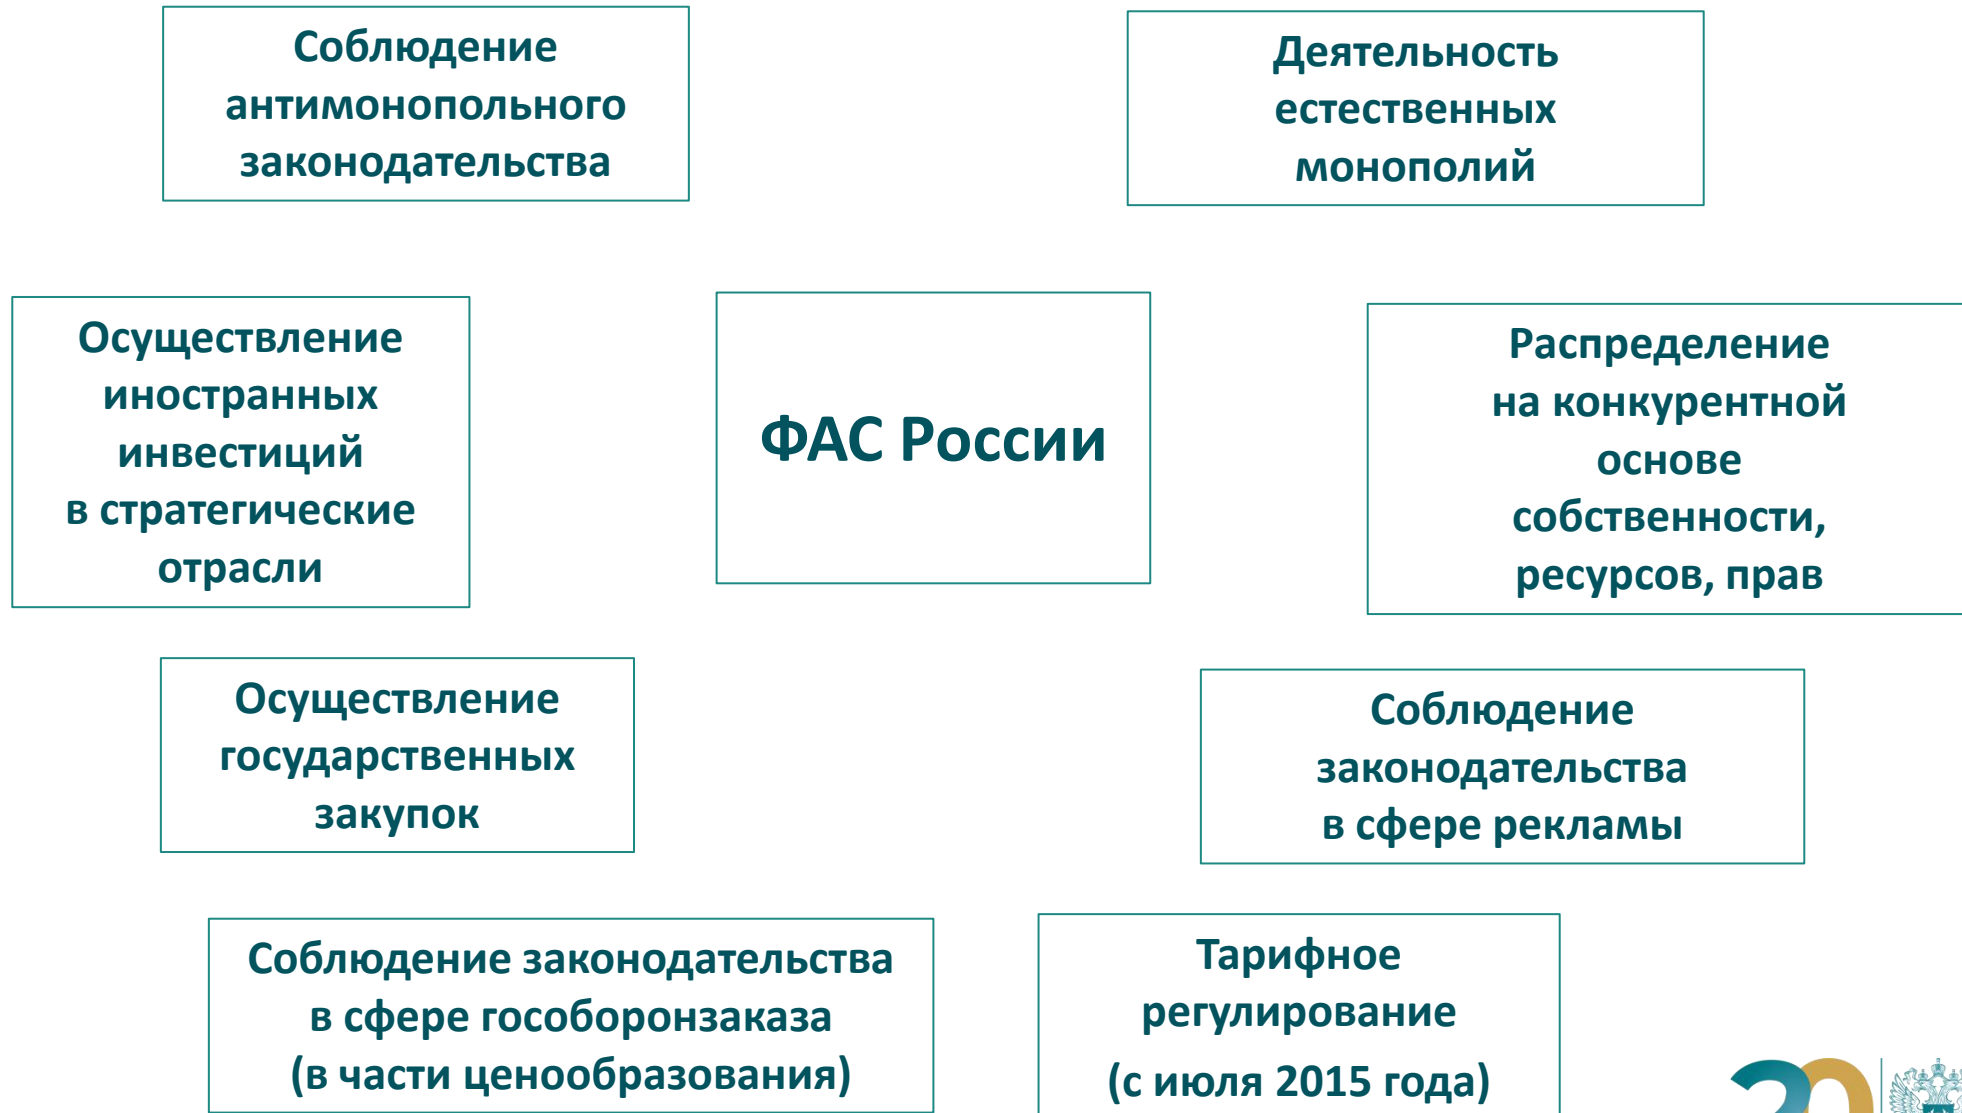 Соблюдение
антимонопольного
законодательства
Деятельность
естественных
монополий
Осуществление
иностранных
инвестиций
в стратегические
отрасли
ФАС России
Распределение
на конкурентной
основе
собственности,
ресурсов, прав
Осуществление
государственных
закупок
Соблюдение
законодательства
в сфере рекламы
Соблюдение законодательства
в сфере гособоронзаказа
(в части ценообразования)
Тарифное
регулирование
(с июля 2015 года)